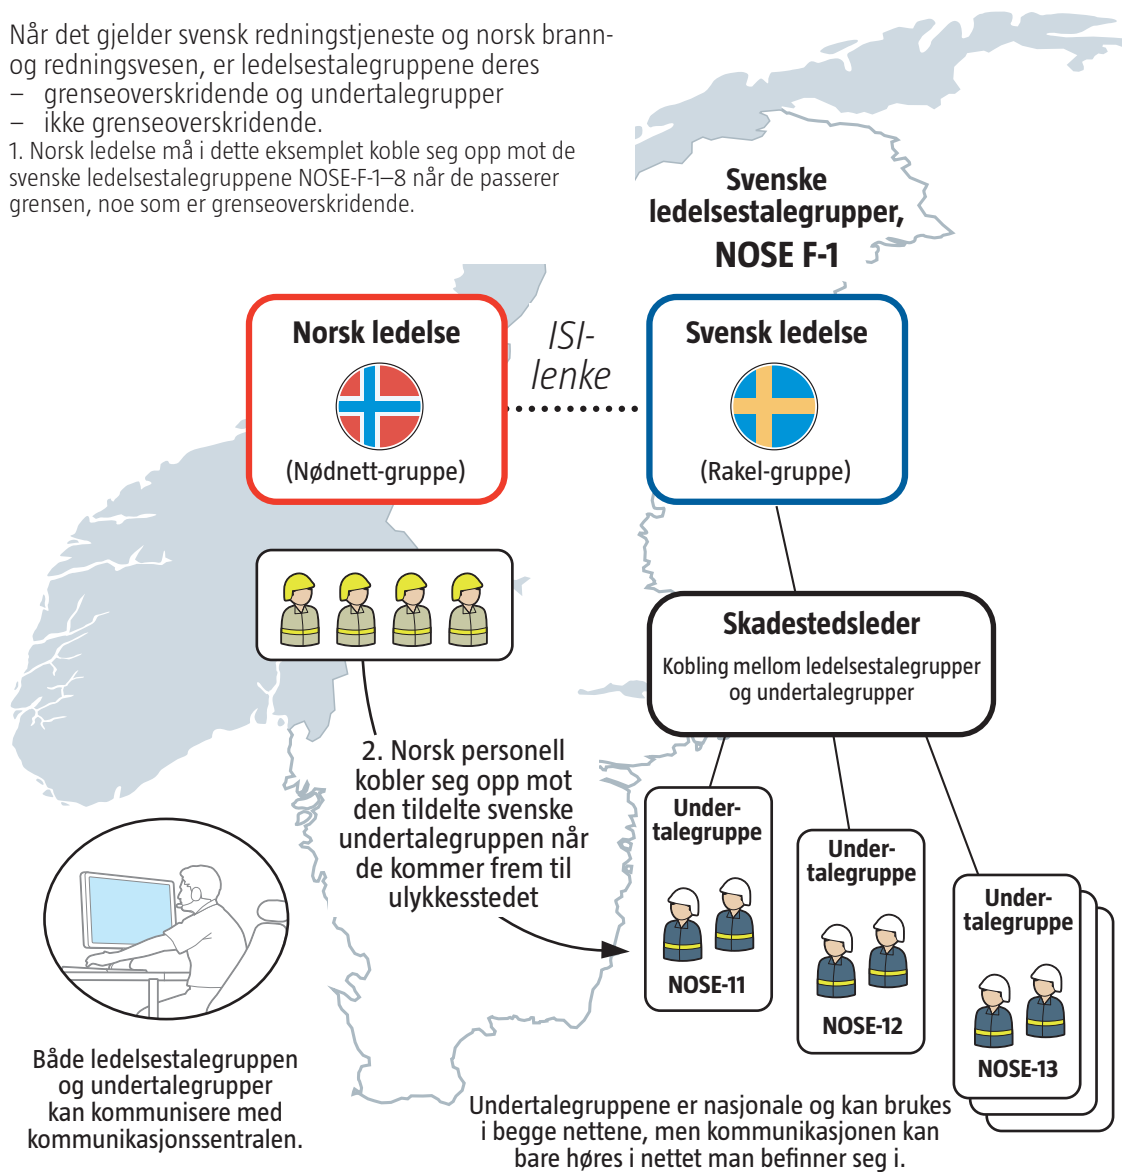 Når det gjelder svensk redningstjeneste og norsk brann-
og redningsvesen, er ledelsestalegruppene deres
– grenseoverskridende og undertalegrupper
– ikke grenseoverskridende.
1. Norsk ledelse må i dette eksemplet koble seg opp mot de
svenske ledelsestalegruppene NOSE-F-1–8 når de passerer
grensen, noe som er grenseoverskridende.
Svenske
ledelsestalegrupper,
NOSE F-1
Norsk ledelse
(Nødnett-gruppe)
ISI-
lenke
Svensk ledelse
(Rakel-gruppe)
Skadestedsleder
Kobling mellom ledelsestalegrupper
og undertalegrupper
2. Norsk personell
kobler seg opp mot
den tildelte svenske
undertalegruppen når
de kommer frem til
ulykkesstedet
Under-
talegruppe
NOSE-11
Under-
talegruppe
NOSE-12
Under-
talegruppe
NOSE-13
Både ledelsestalegruppen
og undertalegrupper
kan kommunisere med
kommunikasjonssentralen.
Undertalegruppene er nasjonale og kan brukes
i begge nettene, men kommunikasjonen kan
bare høres i nettet man befinner seg i.